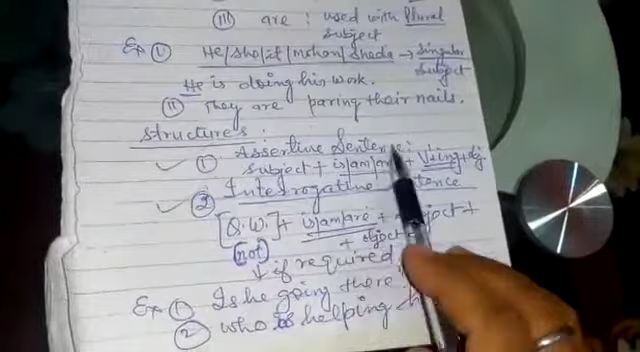 (III) are : used with Plural
subject
Ex (1) He/she/It/Mohan/Sheela → Singular
subject
He is doing his work.
(II) They are paring their nails.
Structures :
(1) Assertive Sentence:
subject + is/am/are + Ving + obj.
(2) Interrogative Sentence
[Q.W.] + is/am/are + subject +
(not) + object
↓ if required
Ex (1) Is he going there
(2) who is helping